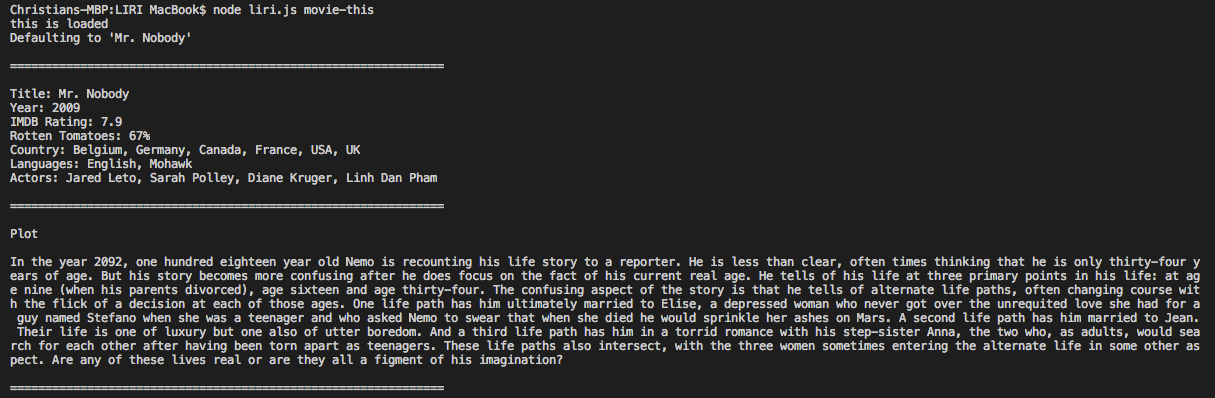 Christians-MBP:LIRI MacBook$ node liri.js movie-this
this is loaded
Defaulting to 'Mr. Nobody'
==============================================================
Title: Mr. Nobody
Year: 2009
IMDB Rating: 7.9
Rotten Tomatoes: 67%
Country: Belgium, Germany, Canada, France, USA, UK
Languages: English, Mohawk
Actors: Jared Leto, Sarah Polley, Diane Kruger, Linh Dan Pham
==============================================================
Plot
In the year 2092, one hundred eighteen year old Nemo is recounting his life story to a reporter. He is less than clear, often times thinking that he is only thirty-four y
ears of age. But his story becomes more confusing after he does focus on the fact of his current real age. He tells of his life at three primary points in his life: at ag
e nine (when his parents divorced), age sixteen and age thirty-four. The confusing aspect of the story is that he tells of alternate life paths, often changing course wit
h the flick of a decision at each of those ages. One life path has him ultimately married to Elise, a depressed woman who never got over the unrequited love she had for a
 guy named Stefano when she was a teenager and who asked Nemo to swear that when she died he would sprinkle her ashes on Mars. A second life path has him married to Jean.
 Their life is one of luxury but one also of utter boredom. And a third life path has him in a torrid romance with his step-sister Anna, the two who, as adults, would sea
rch for each other after having been torn apart as teenagers. These life paths also intersect, with the three women sometimes entering the alternate life in some other as
pect. Are any of these lives real or are they all a figment of his imagination?
==============================================================